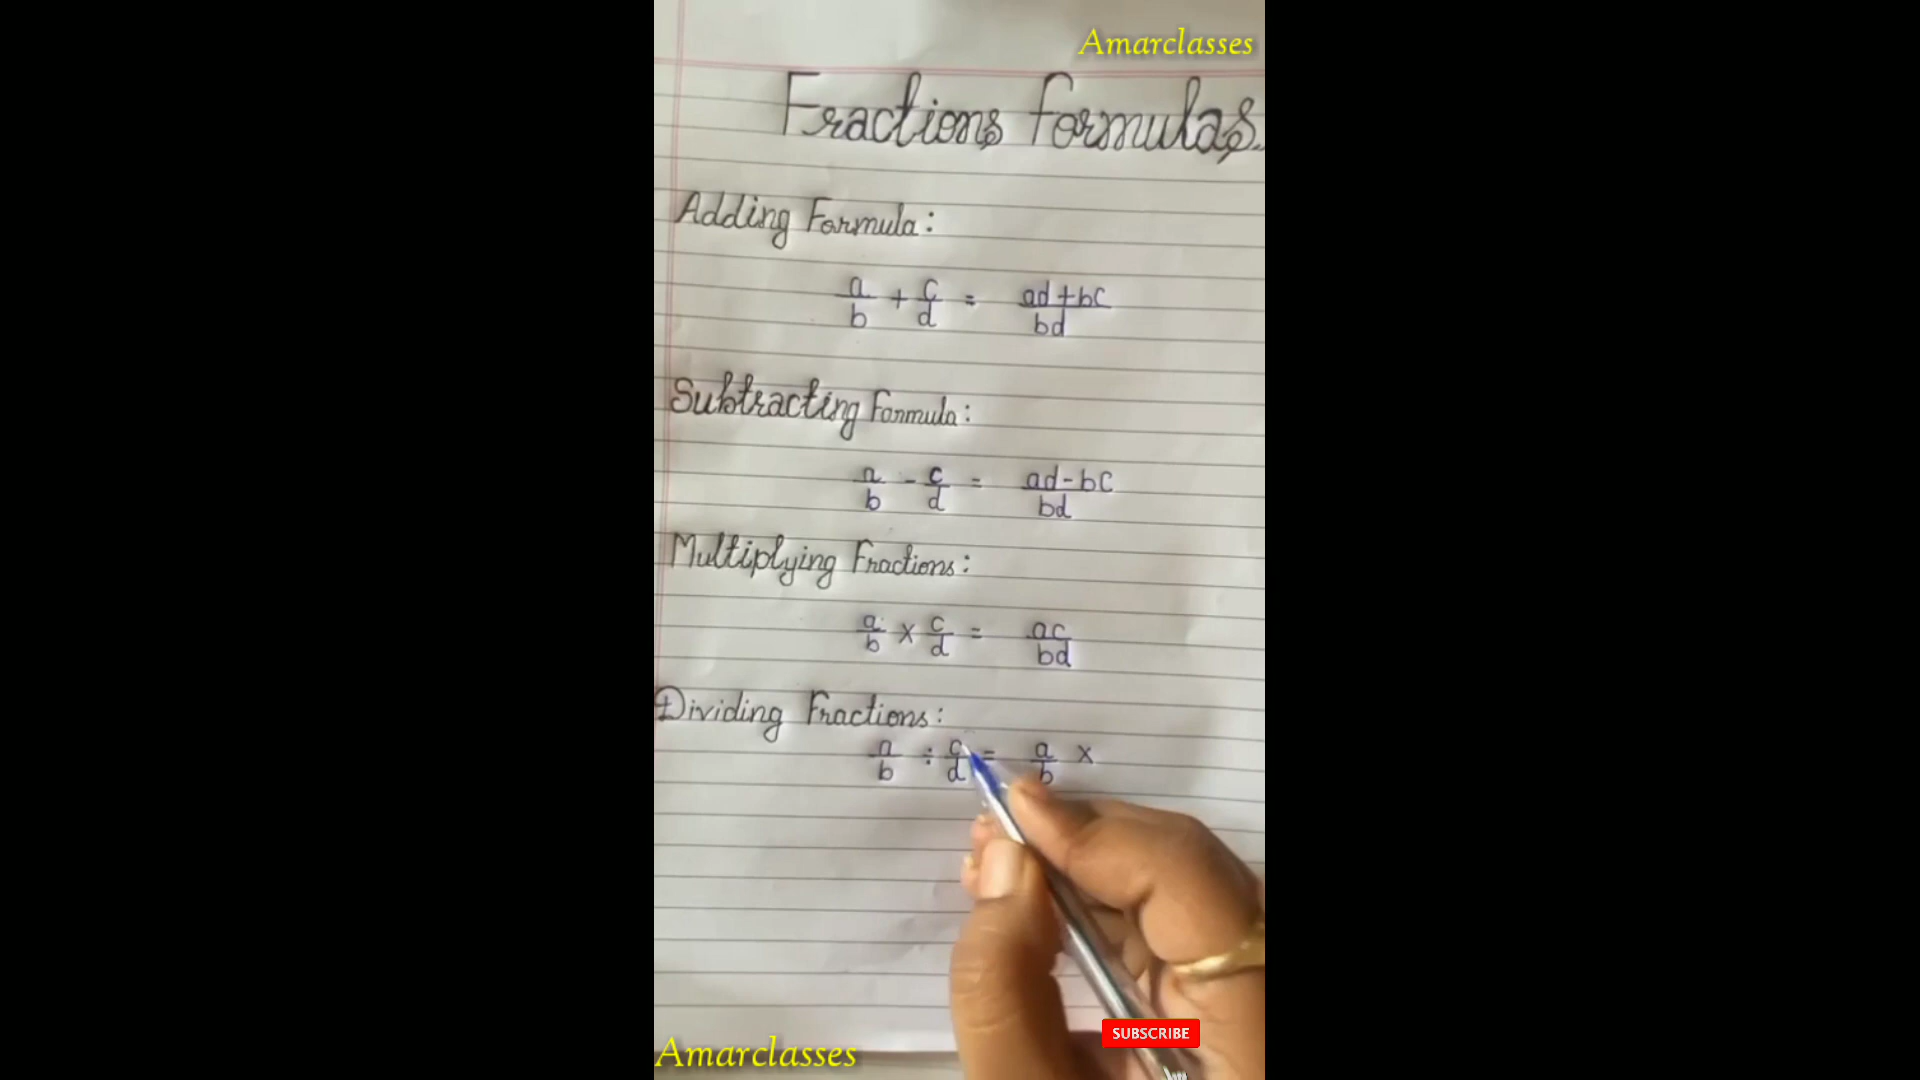 Amarclasses
Fractions formulas.
Adding Formula:
a/b + c/d = ad+bc/bd
Subtracting Formula:
a/b - c/d = ad-bc/bd
Multiplying Fractions:
a/b × c/d = ac/bd
Dividing Fractions:
a/b ÷ c/d = a/b ×
SUBSCRIBE
Amarclasses